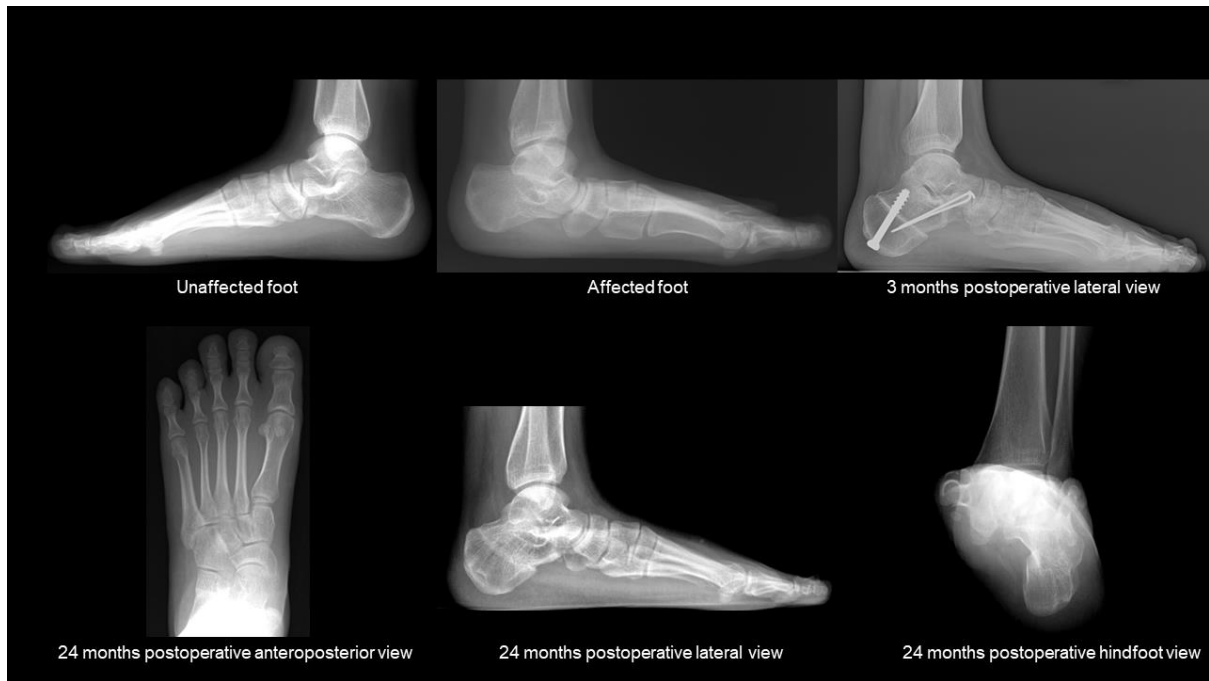 Unaffected foot
Affected foot
3 months postoperative lateral view
24 months postoperative anteroposterior view
24 months postoperative lateral view
24 months postoperative hindfoot view